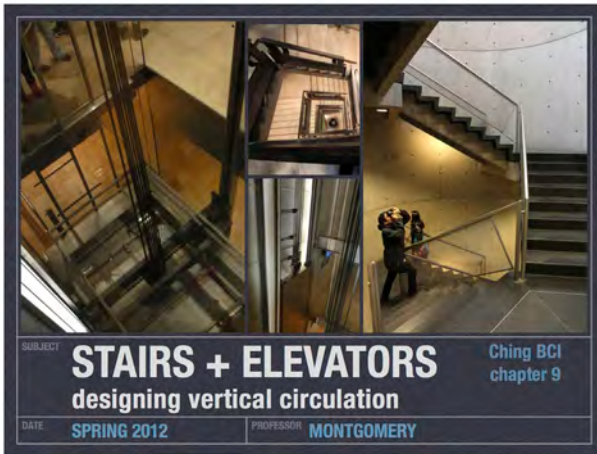 SUBJECT
STAIRS + ELEVATORS
designing vertical circulation
Ching BCI
chapter 9
DATE
SPRING 2012
PROFESSOR
MONTGOMERY